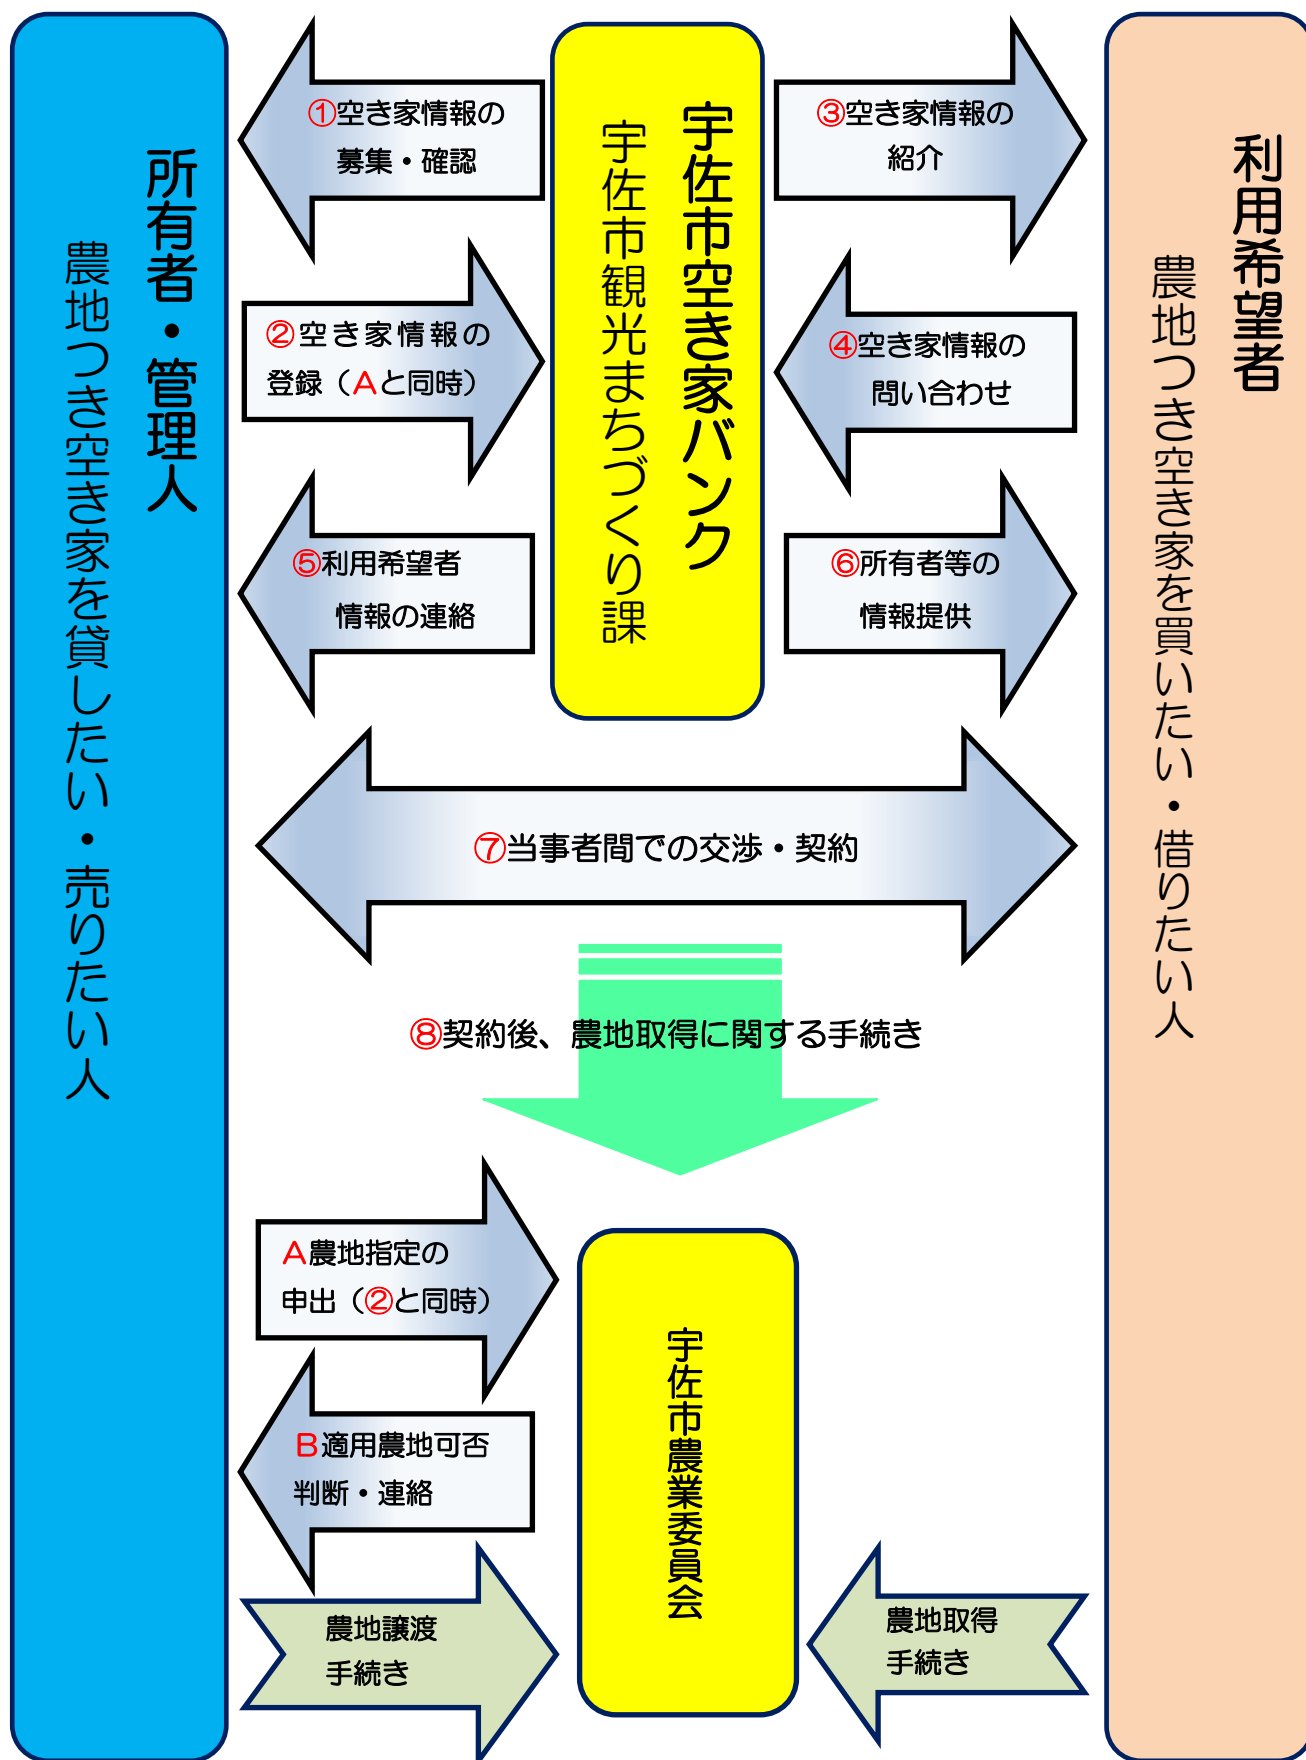 所有者・管理人
農地つき空き家を貸したい・売りたい人
①空き家情報の
募集・確認
②空き家情報の
登録（Aと同時）
⑤利用希望者
情報の連絡
宇佐市空き家バンク
宇佐市観光まちづくり課
③空き家情報の
紹介
④空き家情報の
問い合わせ
⑥所有者等の
情報提供
利用希望者
農地つき空き家を買いたい・借りたい人
⑦当事者間での交渉・契約
⑧契約後、農地取得に関する手続き
A農地指定の
申出（②と同時）
B適用農地可否
判断・連絡
農地譲渡
手続き
宇佐市農業委員会
農地取得
手続き